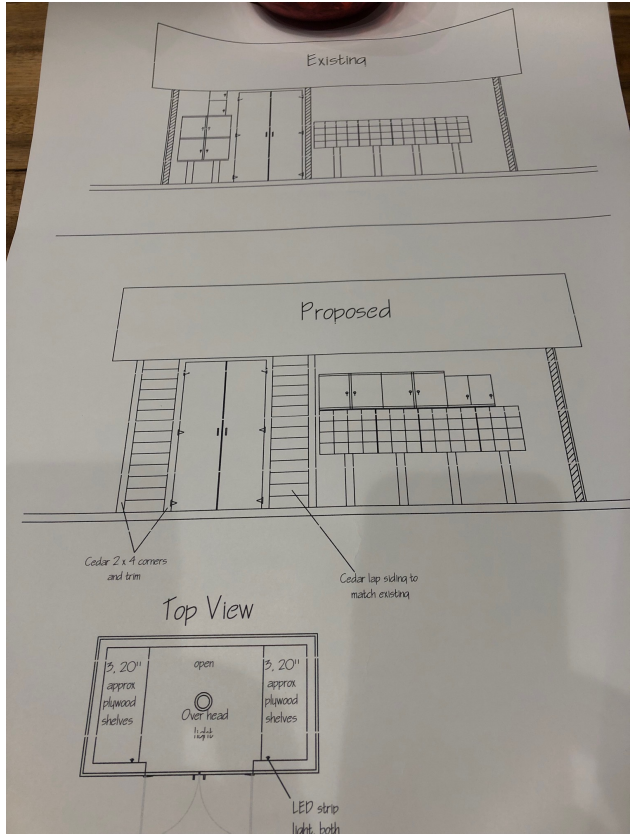 Existing
Proposed
Cedar 2 x 4 corners
and trim
Cedar lap siding to
match existing
Top View
3, 20"
approx
plywood
shelves
open
Over head
light
3, 20"
approx
plywood
shelves
LED strip
light both